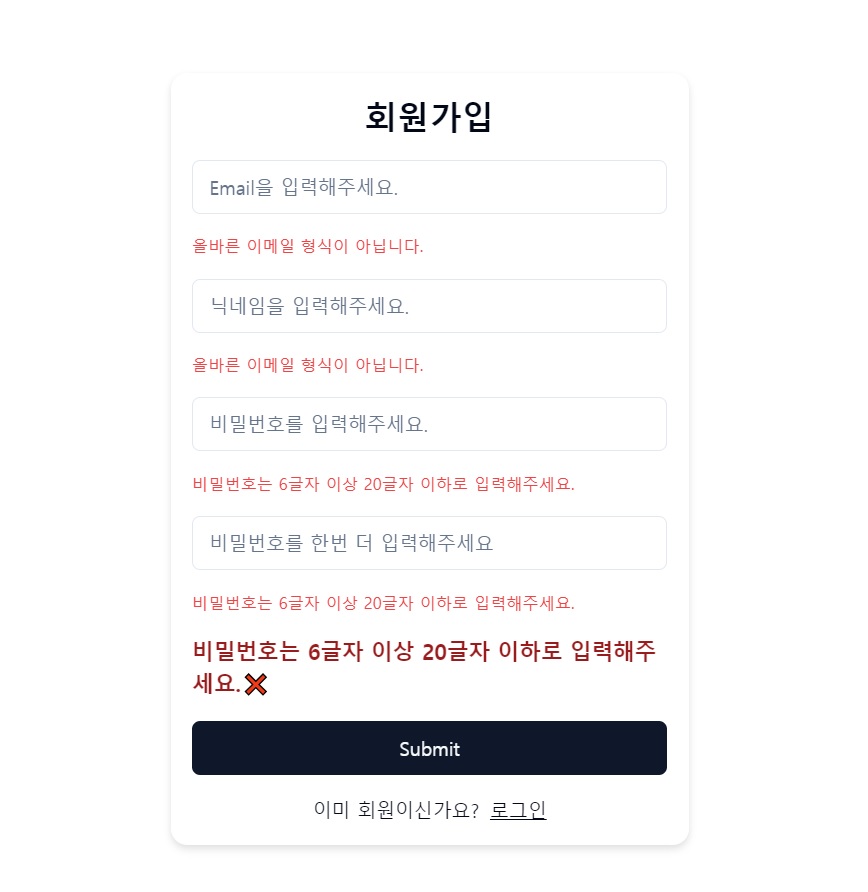 회원가입
Email을 입력해주세요.
올바른 이메일 형식이 아닙니다.
닉네임을 입력해주세요.
올바른 이메일 형식이 아닙니다.
비밀번호를 입력해주세요.
비밀번호는 6글자 이상 20글자 이하로 입력해주세요.
비밀번호를 한번 더 입력해주세요
비밀번호는 6글자 이상 20글자 이하로 입력해주세요.
비밀번호는 6글자 이상 20글자 이하로 입력해주
세요.❌
Submit
이미 회원이신가요? 로그인